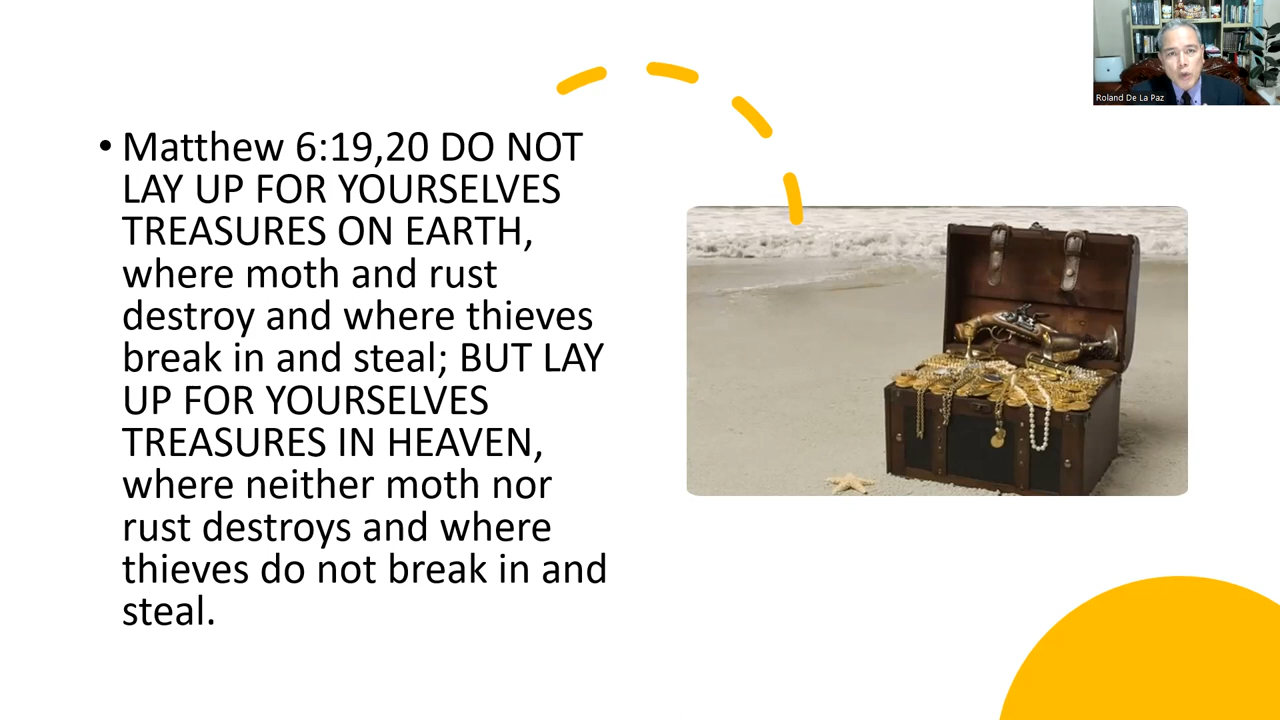 Roland De La Paz
• Matthew 6:19,20 DO NOT
LAY UP FOR YOURSELVES
TREASURES ON EARTH,
where moth and rust
destroy and where thieves
break in and steal; BUT LAY
UP FOR YOURSELVES
TREASURES IN HEAVEN,
where neither moth nor
rust destroys and where
thieves do not break in and
steal.